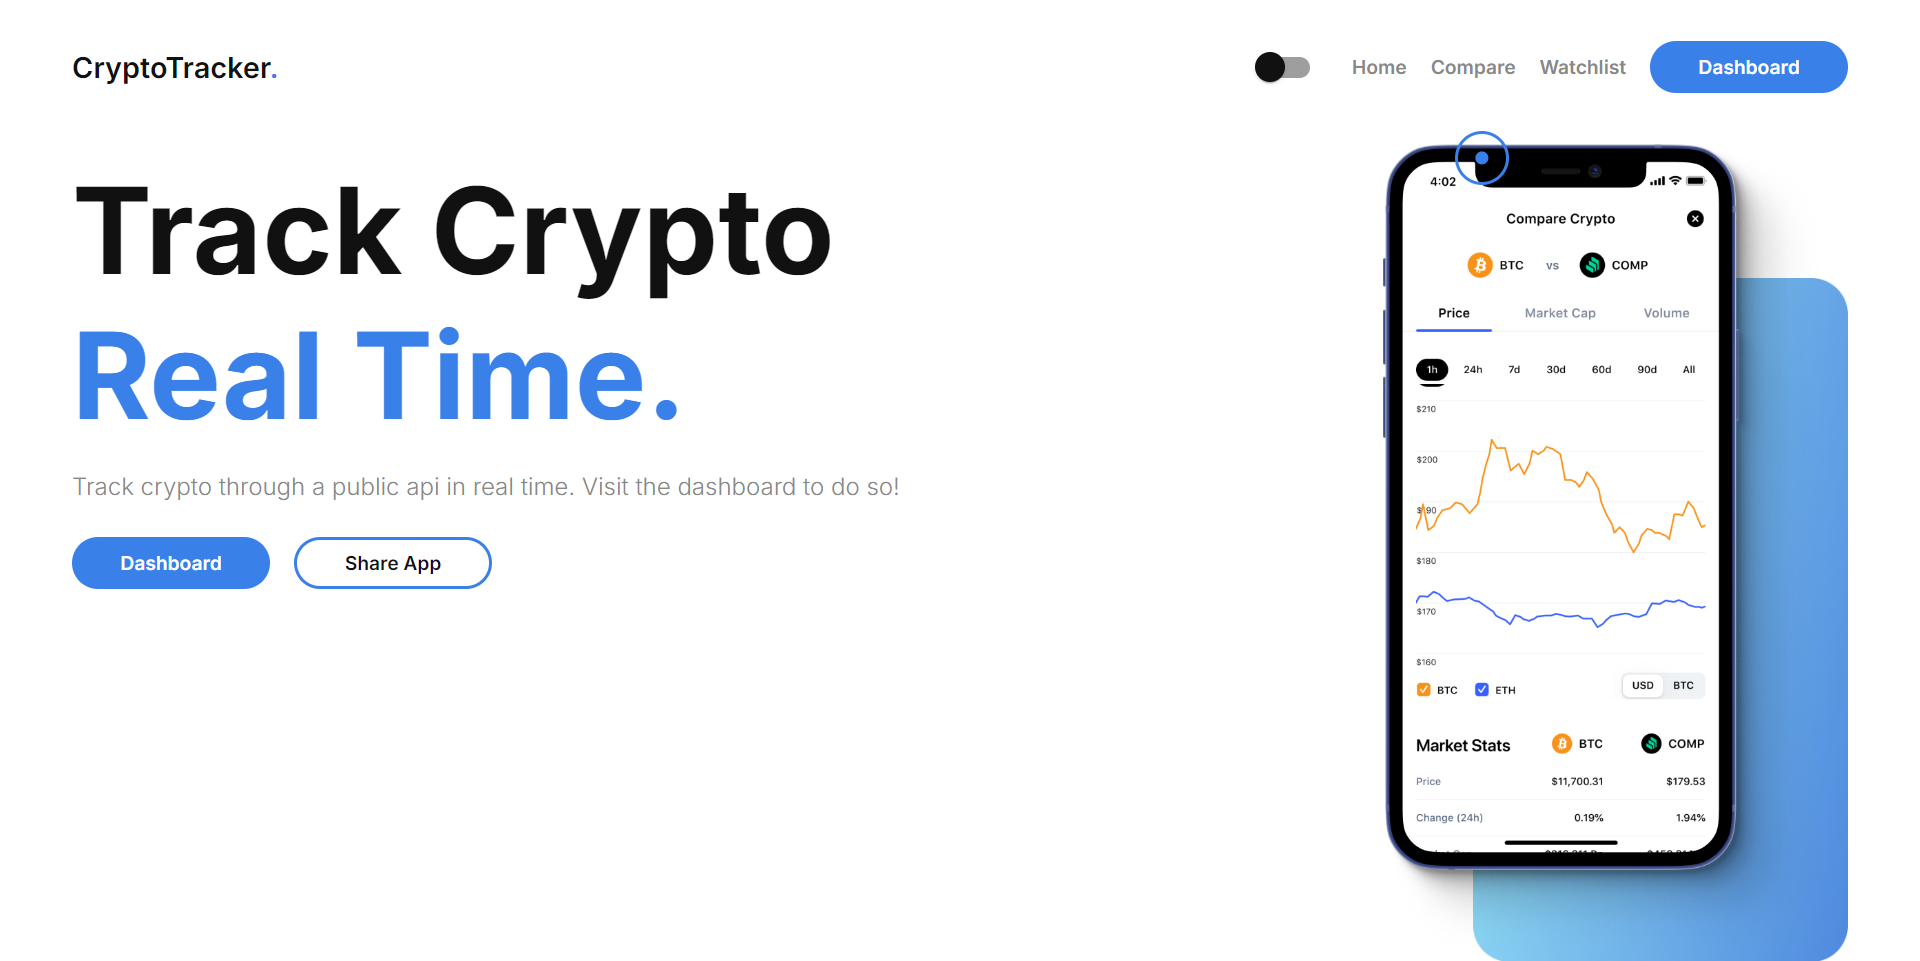 CryptoTracker.
Home Compare Watchlist Dashboard
Track Crypto
Real Time.
Track crypto through a public api in real time. Visit the dashboard to do so!
Dashboard Share App
4:02
Compare Crypto
BTC vs COMP
Price Market Cap Volume
1h 24h 7d 30d 60d 90d All
$210
$200
$190
$180
$170
$160
BTC ETH USD BTC
Market Stats BTC COMP
Price $11,700.31 $179.53
Change (24h) 0.19% 1.94%